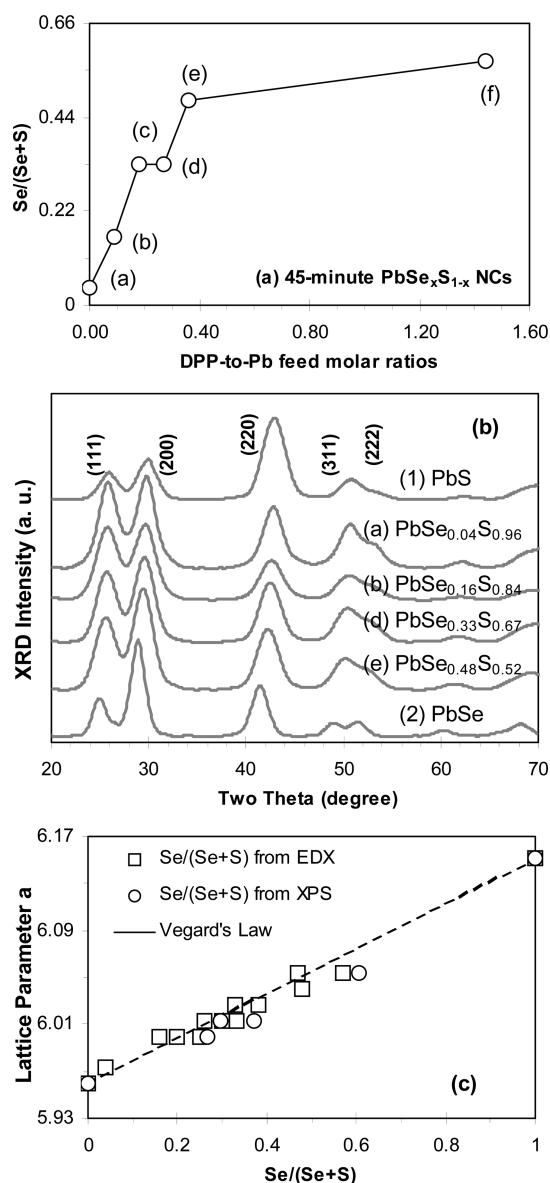 0.66
0.44
0.22
0
Se/(Se+S)
(a)
(b)
(c)
(d)
(e)
(f)
(a) 45-minute PbSeₓS₁₋ₓ NCs
0.00 0.40 0.80 1.20 1.60
DPP-to-Pb feed molar ratios
XRD Intensity (a. u.)
(b)
(111) (200) (220) (311) (222)
(1) PbS
(a) PbSe₀.₀₄S₀.₉₆
(b) PbSe₀.₁₆S₀.₈₄
(d) PbSe₀.₃₃S₀.₆₇
(e) PbSe₀.₄₈S₀.₅₂
(2) PbSe
20 30 40 50 60 70
Two Theta (degree)
6.17
6.09
6.01
5.93
Lattice Parameter a
Se/(Se+S) from EDX
Se/(Se+S) from XPS
Vegard's Law
(c)
0 0.2 0.4 0.6 0.8 1
Se/(Se+S)